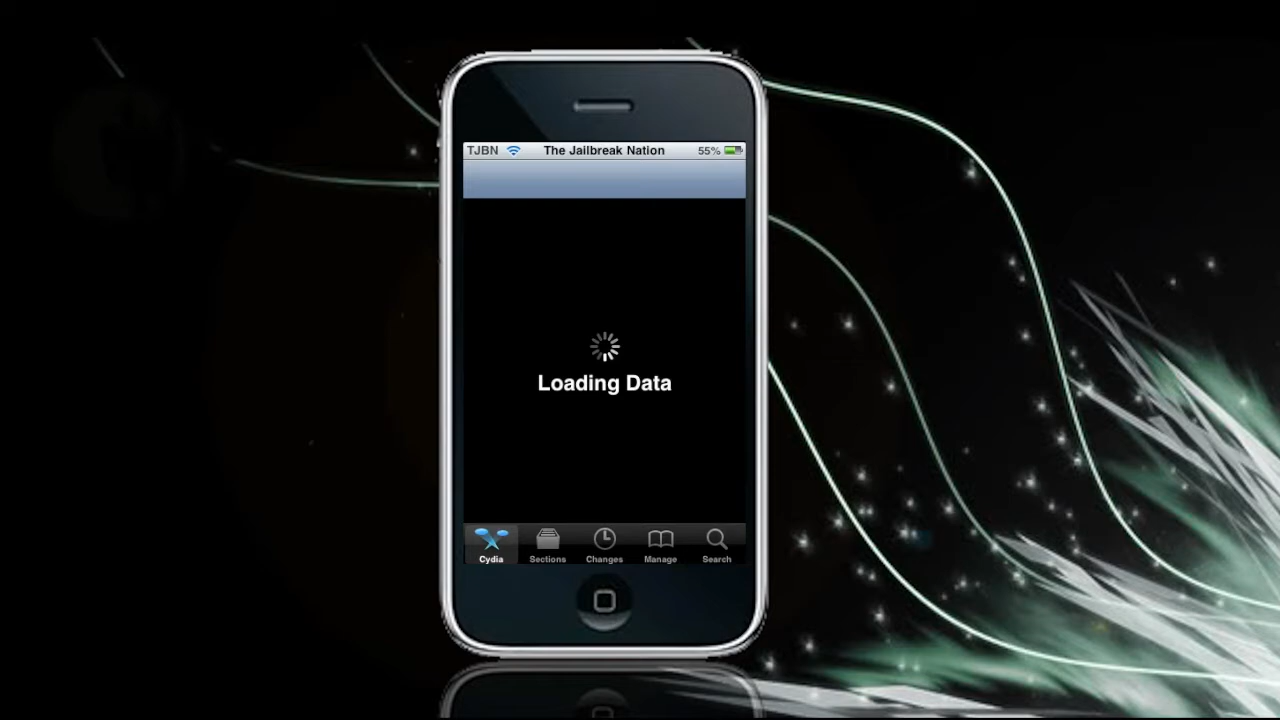 TJBN The Jailbreak Nation 55%
Loading Data
Cydia Sections Changes Manage Search